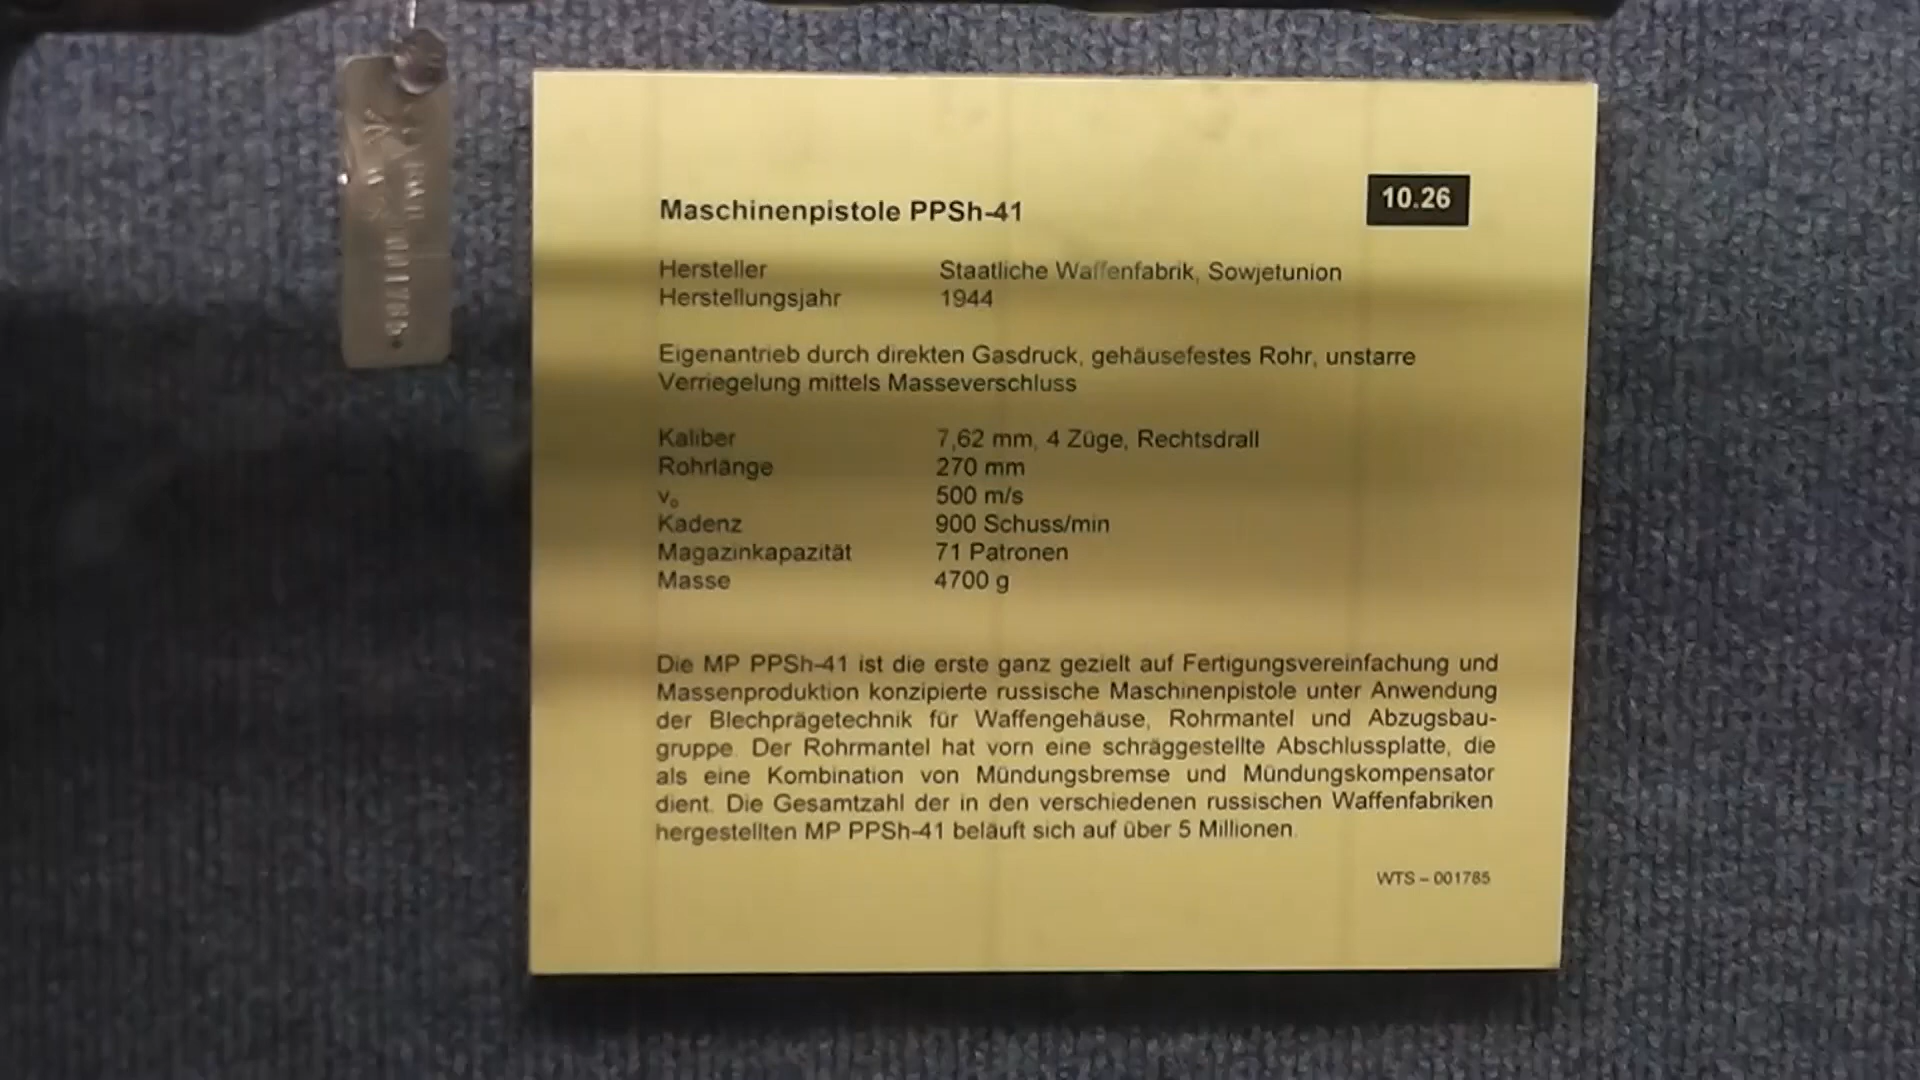 Maschinenpistole PPSh-41
10.26
Hersteller Staatliche Waffenfabrik, Sowjetunion
Herstellungsjahr 1944
Eigenantrieb durch direkten Gasdruck, gehäusefestes Rohr, unstarre
Verriegelung mittels Masseverschluss
Kaliber 7,62 mm, 4 Züge, Rechtsdrall
Rohrlänge 270 mm
v₀ 500 m/s
Kadenz 900 Schuss/min
Magazinkapazität 71 Patronen
Masse 4700 g
Die MP PPSh-41 ist die erste ganz gezielt auf Fertigungsvereinfachung und
Massenproduktion konzipierte russische Maschinenpistole unter Anwendung
der Blechprägetechnik für Waffengehäuse, Rohrmantel und Abzugsbau-
gruppe. Der Rohrmantel hat vorn eine schräggestellte Abschlussplatte, die
als eine Kombination von Mündungsbremse und Mündungskompensator
dient. Die Gesamtzahl der in den verschiedenen russischen Waffenfabriken
hergestellten MP PPSh-41 beläuft sich auf über 5 Millionen.
WTS – 001785